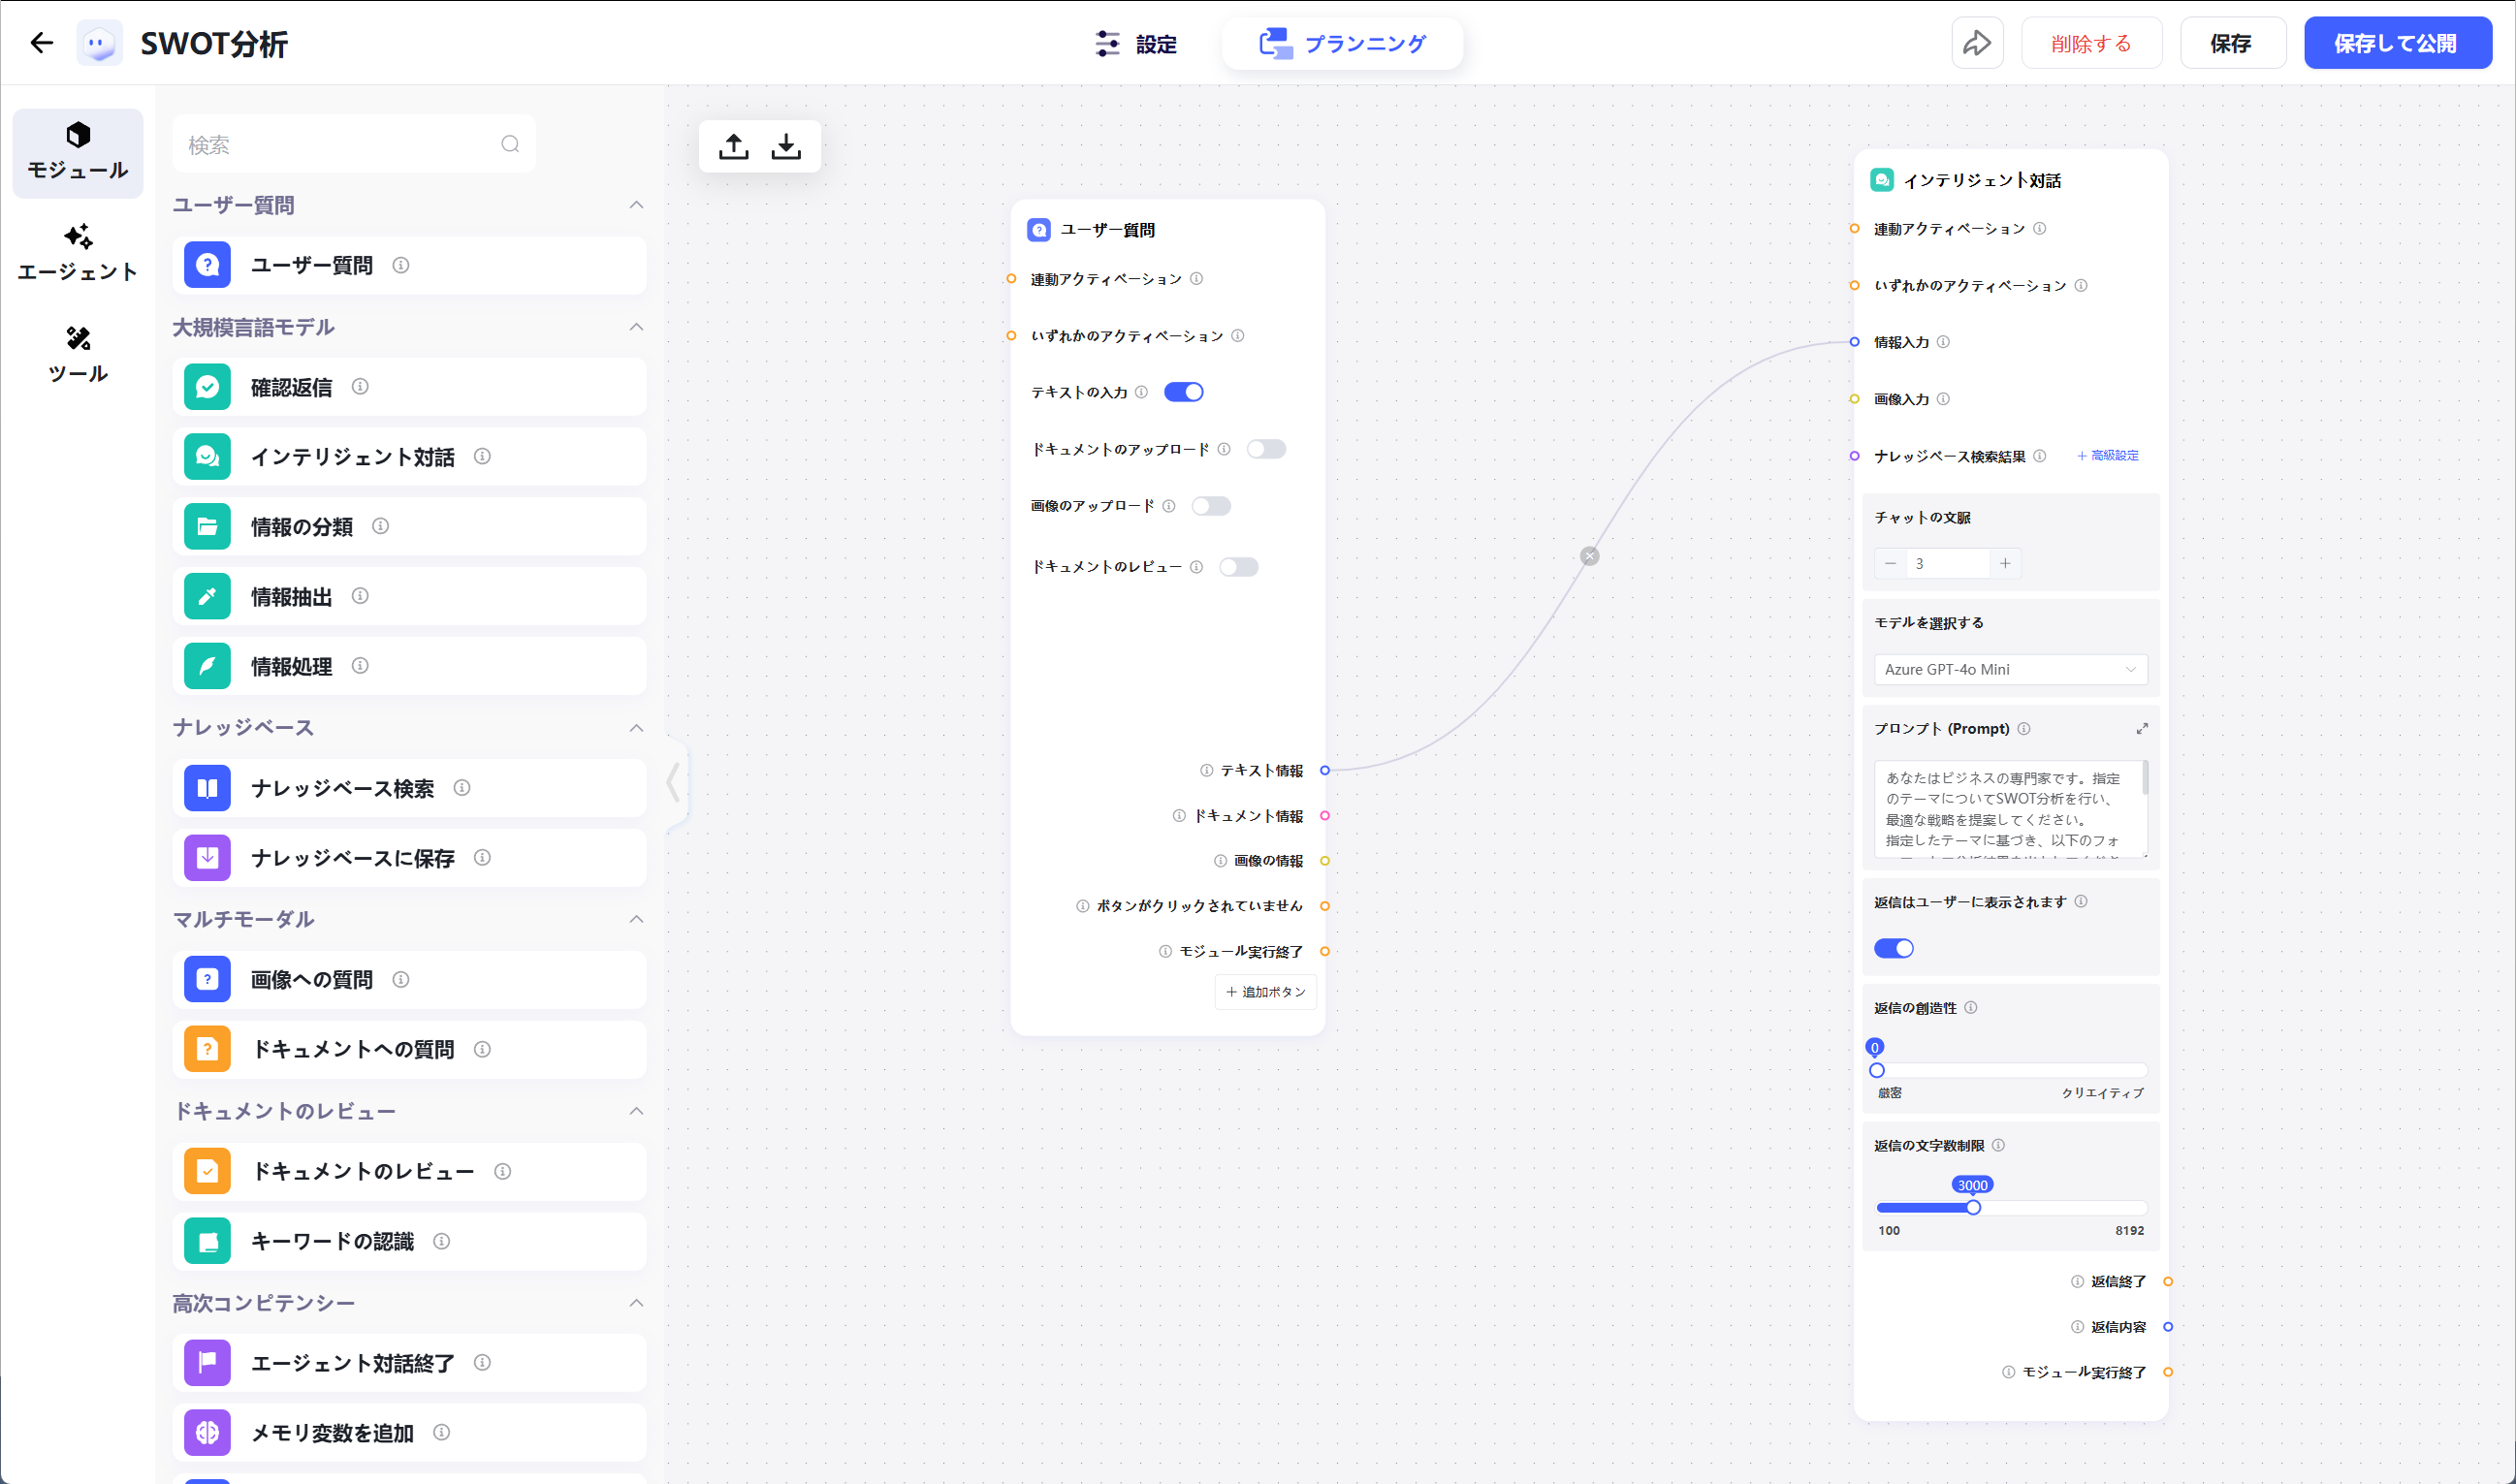 SWOT分析
設定
プランニング
削除する
保存
保存して公開
モジュール
エージェント
ツール
検索
ユーザー質問
ユーザー質問
大規模言語モデル
確認返信
インテリジェント対話
情報の分類
情報抽出
情報処理
ナレッジベース
ナレッジベース検索
ナレッジベースに保存
マルチモーダル
画像への質問
ドキュメントへの質問
ドキュメントのレビュー
ドキュメントのレビュー
キーワードの認識
高次コンピテンシー
エージェント対話終了
メモリ変数を追加
ユーザー質問
連動アクティベーション
いずれかのアクティベーション
テキストの入力
ドキュメントのアップロード
画像のアップロード
ドキュメントのレビュー
テキスト情報
ドキュメント情報
画像の情報
ボタンがクリックされていません
モジュール実行終了
+ 追加ボタン
インテリジェント対話
連動アクティベーション
いずれかのアクティベーション
情報入力
画像入力
ナレッジベース検索結果 + 高級設定
チャットの文脈
− 3 +
モデルを選択する
Azure GPT-4o Mini
プロンプト (Prompt)
あなたはビジネスの専門家です。指定
のテーマについてSWOT分析を行い、
最適な戦略を提案してください。
指定したテーマに基づき、以下のフォ
返信はユーザーに表示されます
返信の創造性
0
厳密 クリエイティブ
返信の文字数制限
3000
100 8192
返信終了
返信内容
モジュール実行終了